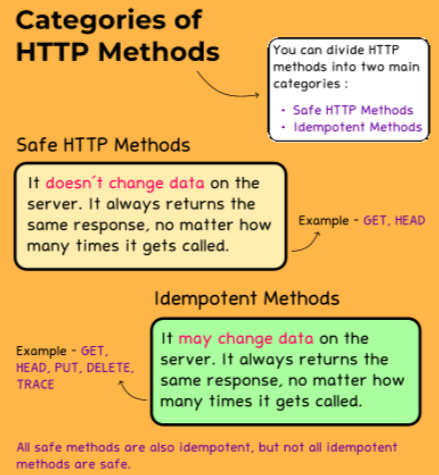 Categories of
HTTP Methods
You can divide HTTP
methods into two main
categories :
• Safe HTTP Methods
• Idempotent Methods
Safe HTTP Methods
It doesn't change data on the
server. It always returns the
same response, no matter how
many times it gets called.
Example - GET, HEAD
Idempotent Methods
It may change data on the
server. It always returns the
same response, no matter how
many times it gets called.
Example - GET,
HEAD, PUT, DELETE,
TRACE
All safe methods are also idempotent, but not all idempotent
methods are safe.